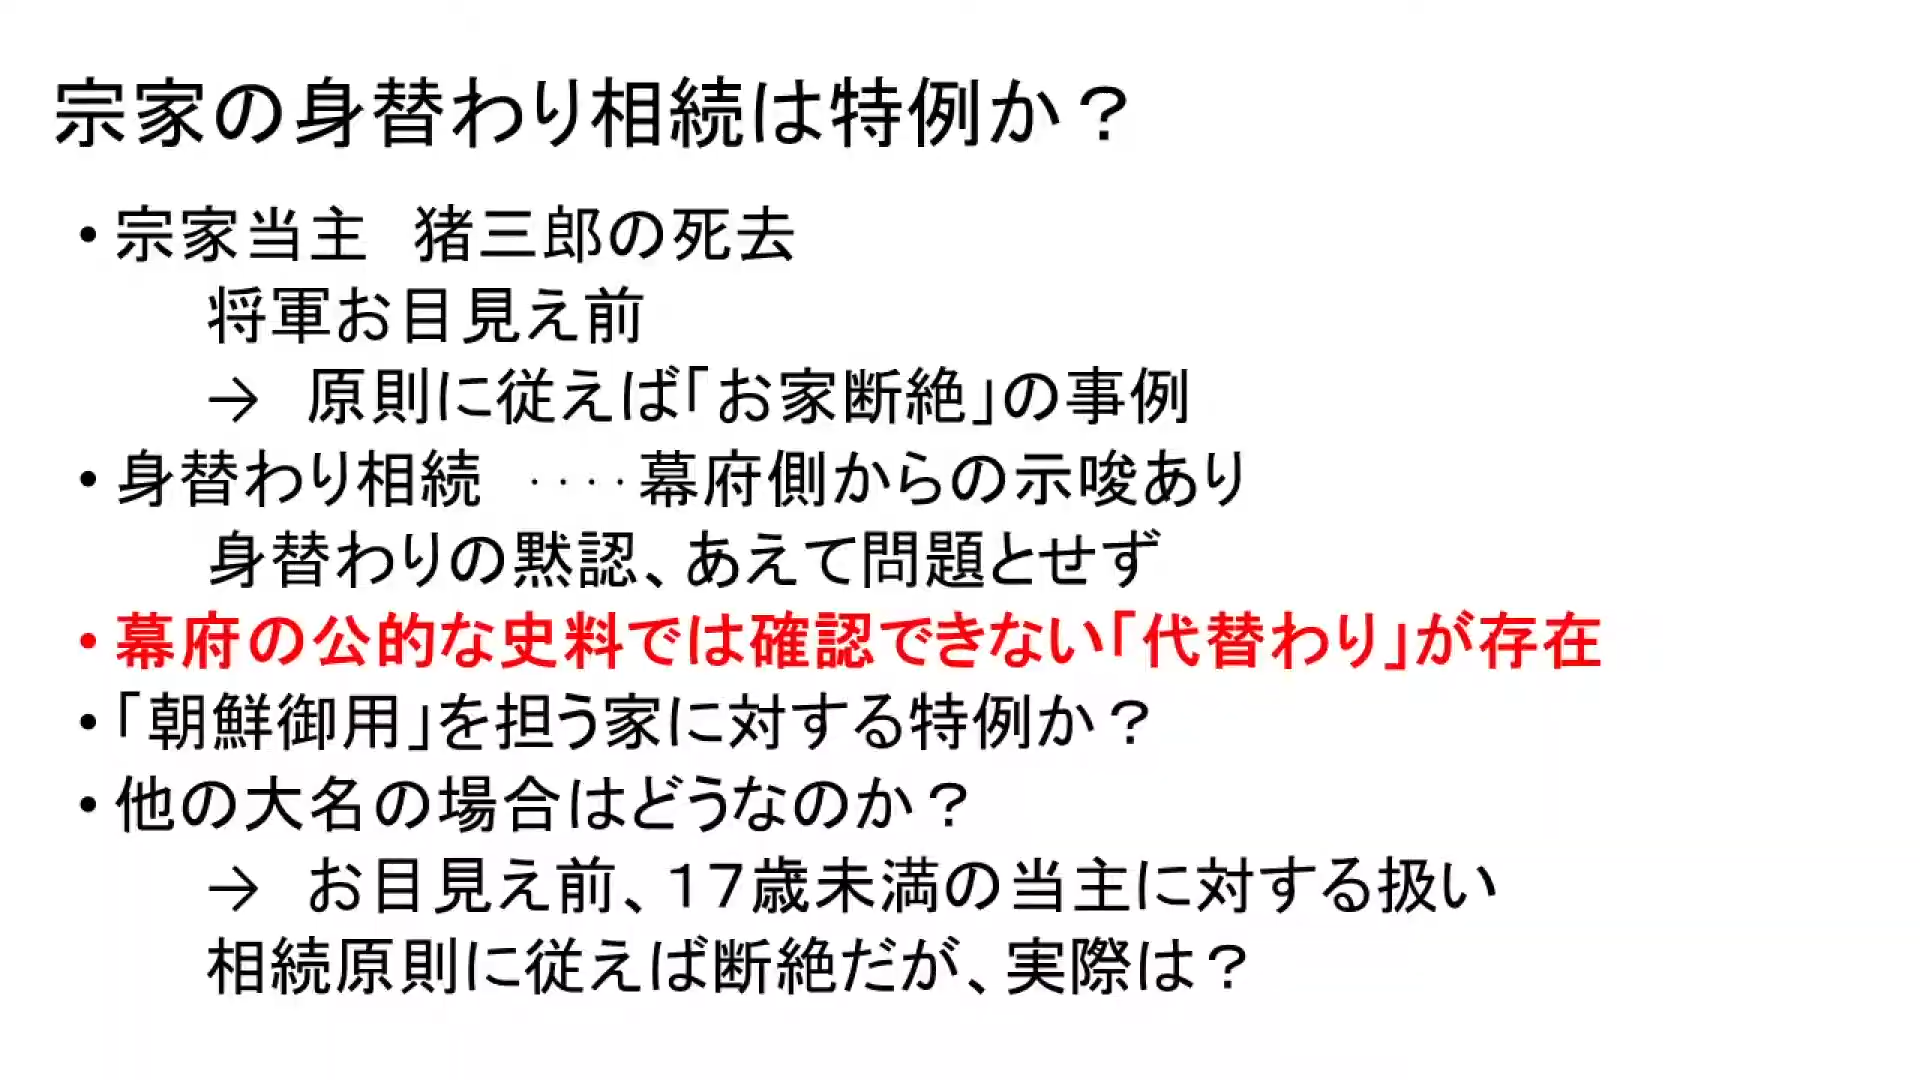 宗家の身替わり相続は特例か？
• 宗家当主　猪三郎の死去
将軍お目見え前
→　原則に従えば「お家断絶」の事例
• 身替わり相続　‥‥幕府側からの示唆あり
身替わりの黙認、あえて問題とせず
• 幕府の公的な史料では確認できない「代替わり」が存在
• 「朝鮮御用」を担う家に対する特例か？
• 他の大名の場合はどうなのか？
→　お目見え前、１７歳未満の当主に対する扱い
相続原則に従えば断絶だが、実際は？